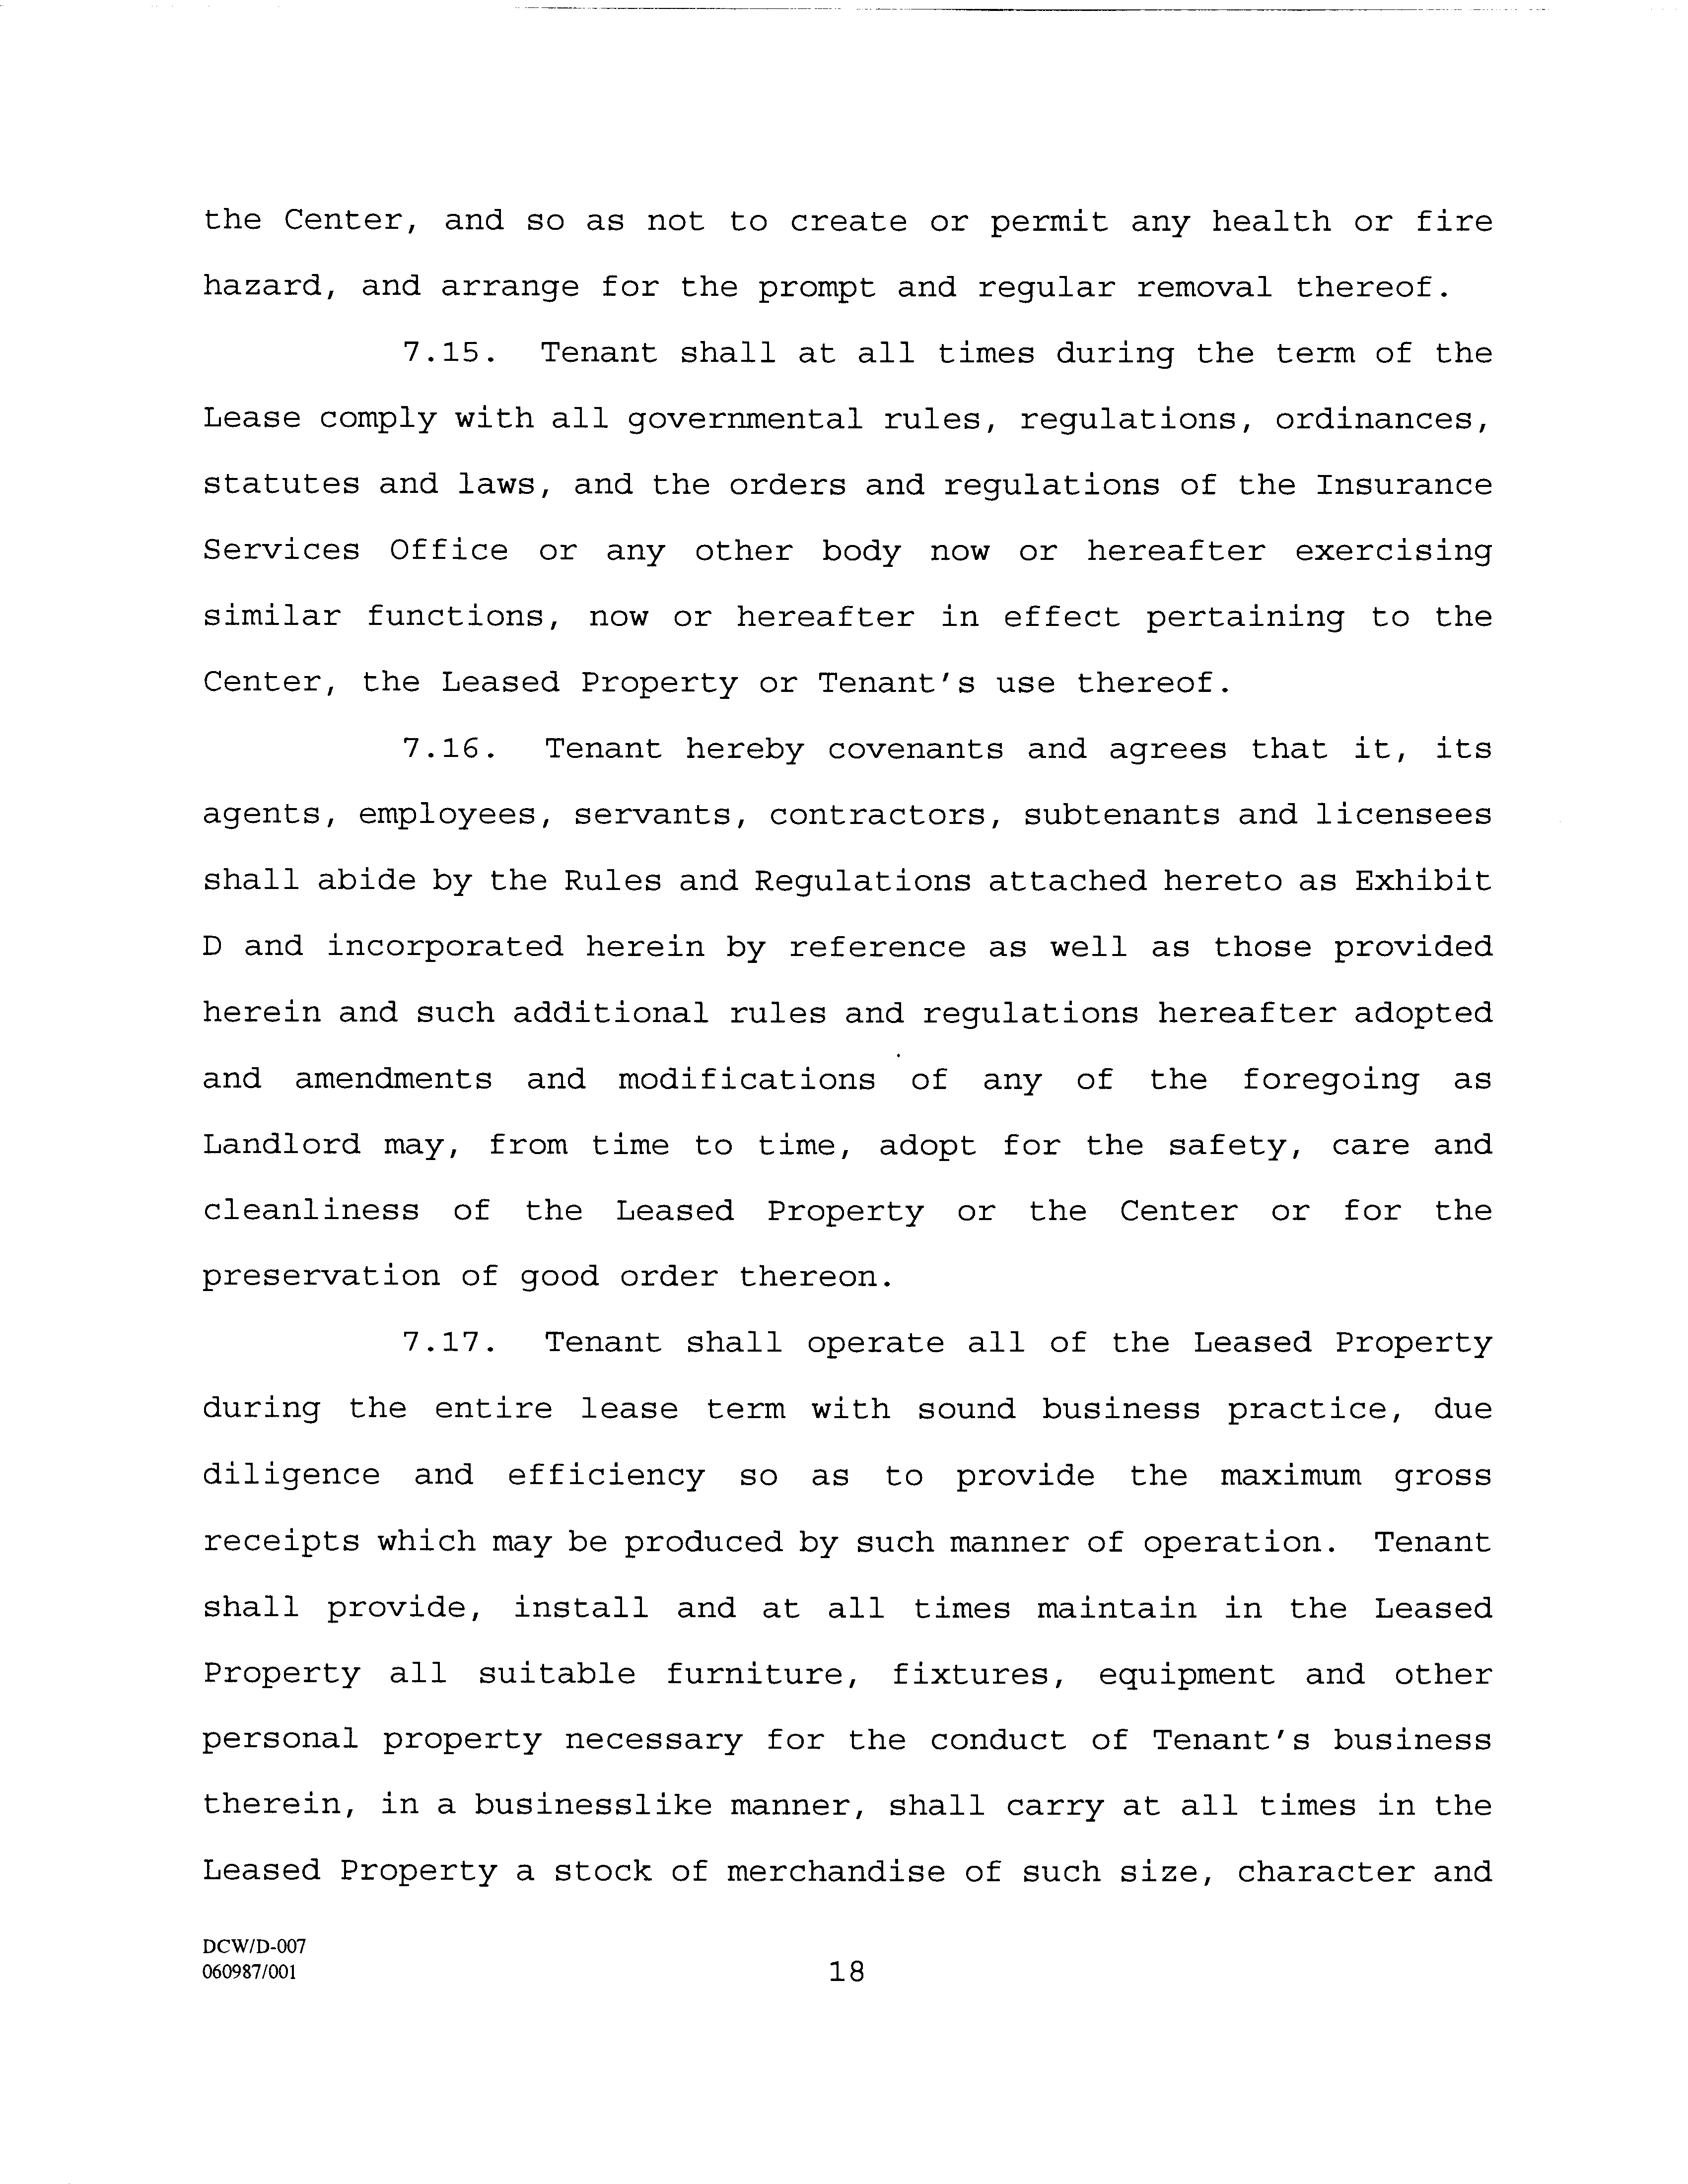 the Center, and so as not to create or permit any health or fire
hazard, and arrange for the prompt and regular removal thereof.
7.15. Tenant shall at all times during the term of the
Lease comply with all governmental rules, regulations, ordinances,
statutes and laws, and the orders and regulations of the Insurance
Services Office or any other body now or hereafter exercising
similar functions, now or hereafter in effect pertaining to the
Center, the Leased Property or Tenant's use thereof.
7.16. Tenant hereby covenants and agrees that it, its
agents, employees, servants, contractors, subtenants and licensees
shall abide by the Rules and Regulations attached hereto as Exhibit
D and incorporated herein by reference as well as those provided
herein and such additional rules and regulations hereafter adopted
and amendments and modifications of any of the foregoing as
Landlord may, from time to time, adopt for the safety, care and
cleanliness of the Leased Property or the Center or for the
preservation of good order thereon.
7.17. Tenant shall operate all of the Leased Property
during the entire lease term with sound business practice, due
diligence and efficiency so as to provide the maximum gross
receipts which may be produced by such manner of operation. Tenant
shall provide, install and at all times maintain in the Leased
Property all suitable furniture, fixtures, equipment and other
personal property necessary for the conduct of Tenant's business
therein, in a businesslike manner, shall carry at all times in the
Leased Property a stock of merchandise of such size, character and
DCW/D-007
060987/001
18